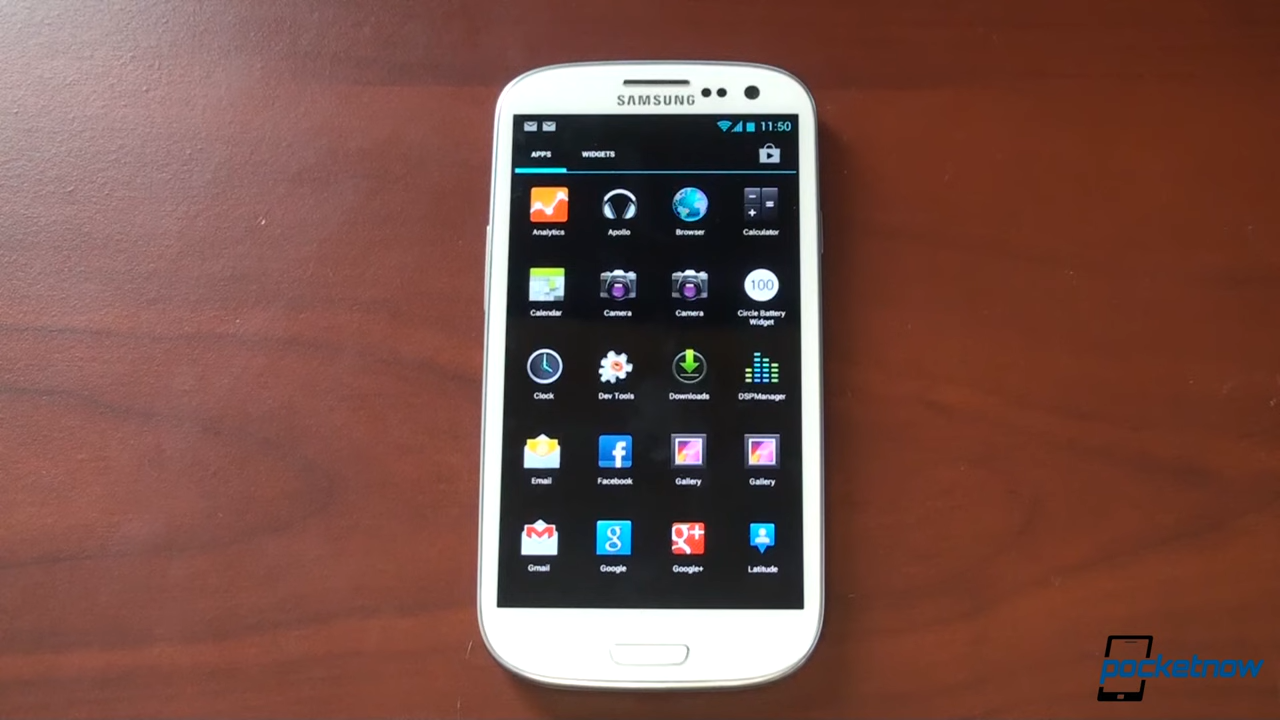 SAMSUNG
11:50
APPS WIDGETS
Analytics Apollo Browser Calculator
100
Calendar Camera Camera Circle Battery Widget
Clock Dev Tools Downloads DSPManager
f
Email Facebook Gallery Gallery
M g g+
Gmail Google Google+ Latitude
pocketnow